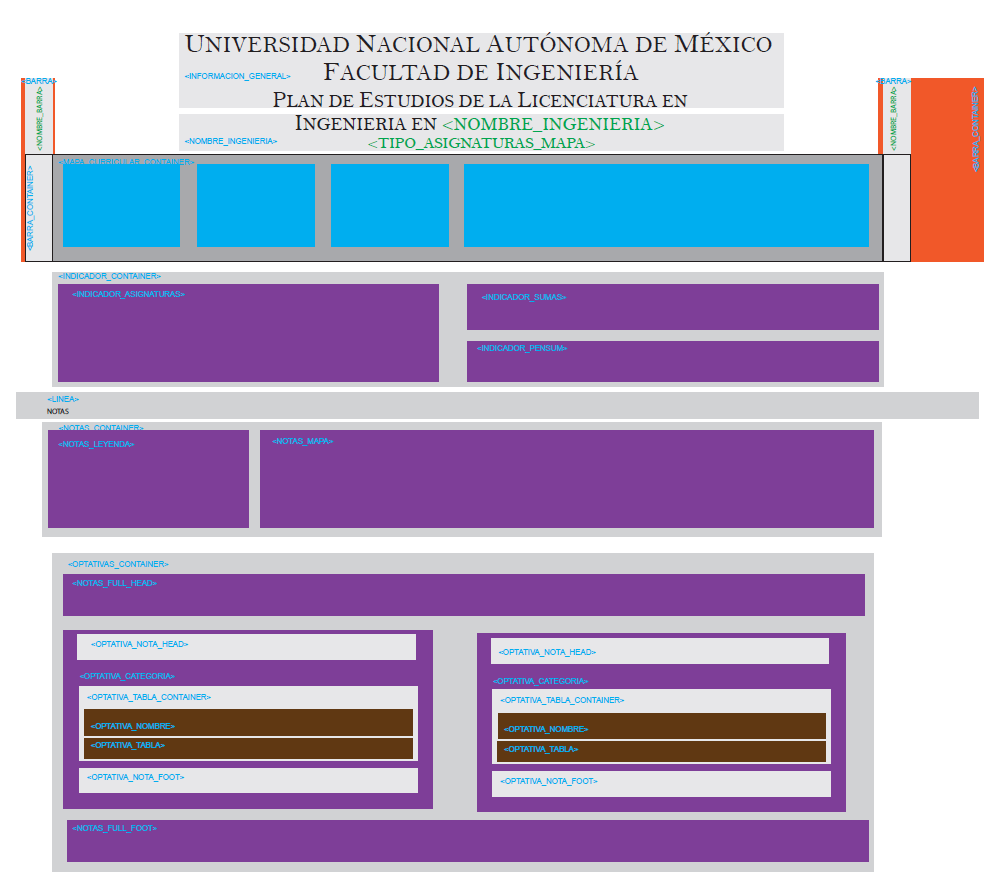 UNIVERSIDAD NACIONAL AUTÓNOMA DE MÉXICO
<INFORMACION_GENERAL>
FACULTAD DE INGENIERÍA
PLAN DE ESTUDIOS DE LA LICENCIATURA EN
INGENIERIA EN <NOMBRE_INGENIERIA>
<NOMBRE_INGENIERIA>
<TIPO_ASIGNATURAS_MAPA>
<BARRA>
<NOMBRE_BARRA>
<BARRA_CONTAINER>
<BARRA>
<NOMBRE_BARRA>
<BARRA_CONTAINER>
<MAPA_CURRICULAR_CONTAINER>
<INDICADOR_CONTAINER>
<INDICADOR_ASIGNATURAS>
<INDICADOR_SUMAS>
<INDICADOR_PENSUM>
<LINEA>
NOTAS
<NOTAS_CONTAINER>
<NOTAS_LEYENDA>
<NOTAS_MAPA>
<OPTATIVAS_CONTAINER>
<NOTAS_FULL_HEAD>
<OPTATIVA_NOTA_HEAD>
<OPTATIVA_CATEGORIA>
<OPTATIVA_TABLA_CONTAINER>
<OPTATIVA_NOMBRE>
<OPTATIVA_TABLA>
<OPTATIVA_NOTA_FOOT>
<OPTATIVA_NOTA_HEAD>
<OPTATIVA_CATEGORIA>
<OPTATIVA_TABLA_CONTAINER>
<OPTATIVA_NOMBRE>
<OPTATIVA_TABLA>
<OPTATIVA_NOTA_FOOT>
<NOTAS_FULL_FOOT>